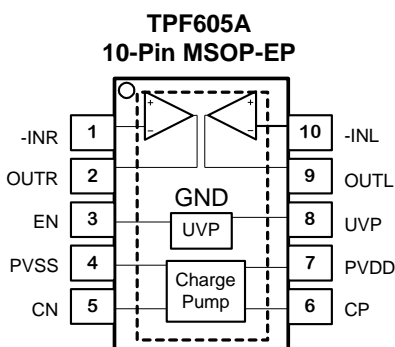 TPF605A
10-Pin MSOP-EP
+ +
-INR 1 - - 10 -INL
OUTR 2 9 OUTL
GND
EN 3 UVP 8 UVP
PVSS 4 7 PVDD
Charge
Pump
CN 5 6 CP